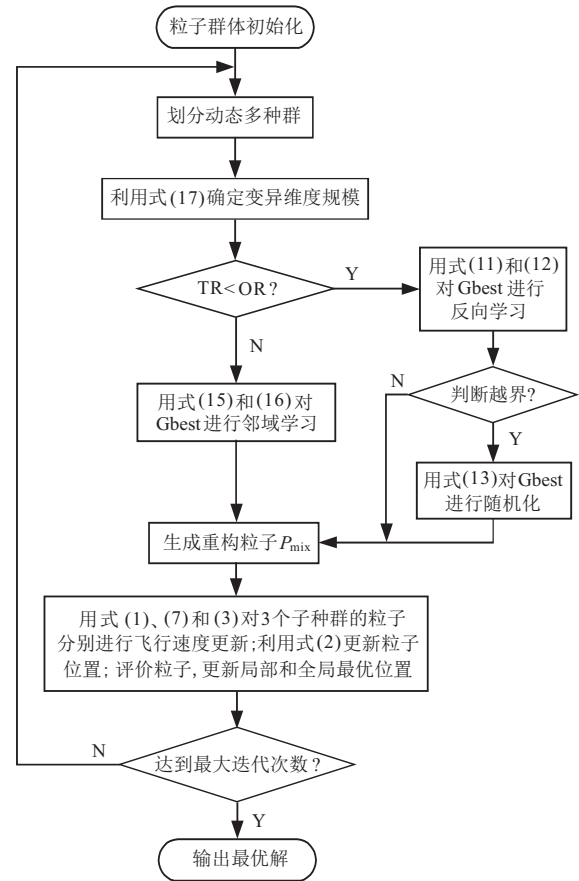 粒子群体初始化
划分动态多种群
利用式(17)确定变异维度规模
TR<OR?
Y
用式(11)和(12)
对Gbest进行
反向学习
N
N
判断越界?
用式(15)和(16)对
Gbest进行邻域学习
Y
用式(13)对Gbest
进行随机化
生成重构粒子Pmix
用式(1)、(7)和(3)对3个子种群的粒子
分别进行飞行速度更新;利用式(2)更新粒子
位置;评价粒子,更新局部和全局最优位置
N
达到最大迭代次数?
Y
输出最优解